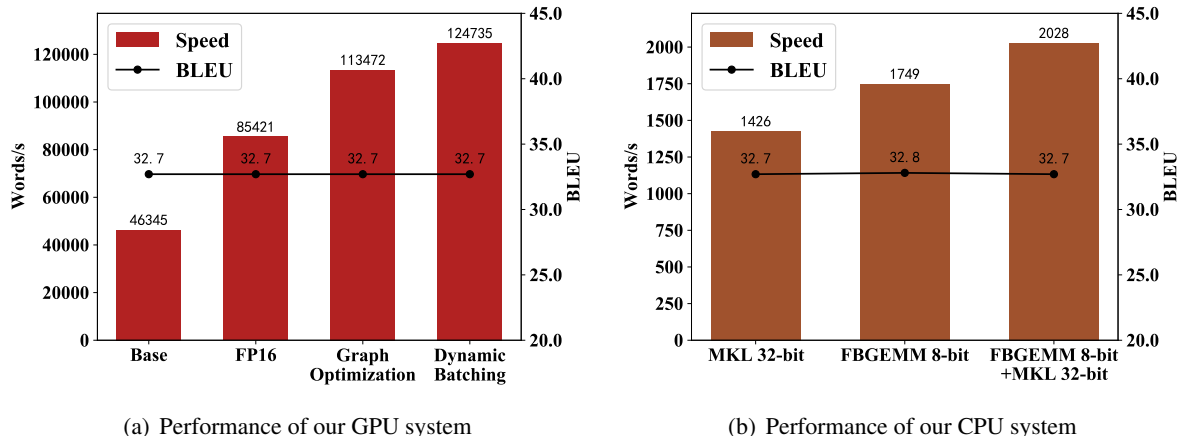 45.0
40.0
35.0
30.0
25.0
20.0
BLEU
120000
100000
80000
60000
40000
20000
0
Words/s
Speed
BLEU
124735
113472
85421
46345
32.7
32.7
32.7
32.7
Base
FP16
Graph
Optimization
Dynamic
Batching
(a) Performance of our GPU system
2000
1750
1500
1250
1000
750
500
250
0
Words/s
Speed
BLEU
2028
1749
1426
32.7
32.8
32.7
45.0
40.0
35.0
30.0
25.0
20.0
BLEU
MKL 32-bit
FBGEMM 8-bit
FBGEMM 8-bit
+MKL 32-bit
(b) Performance of our CPU system